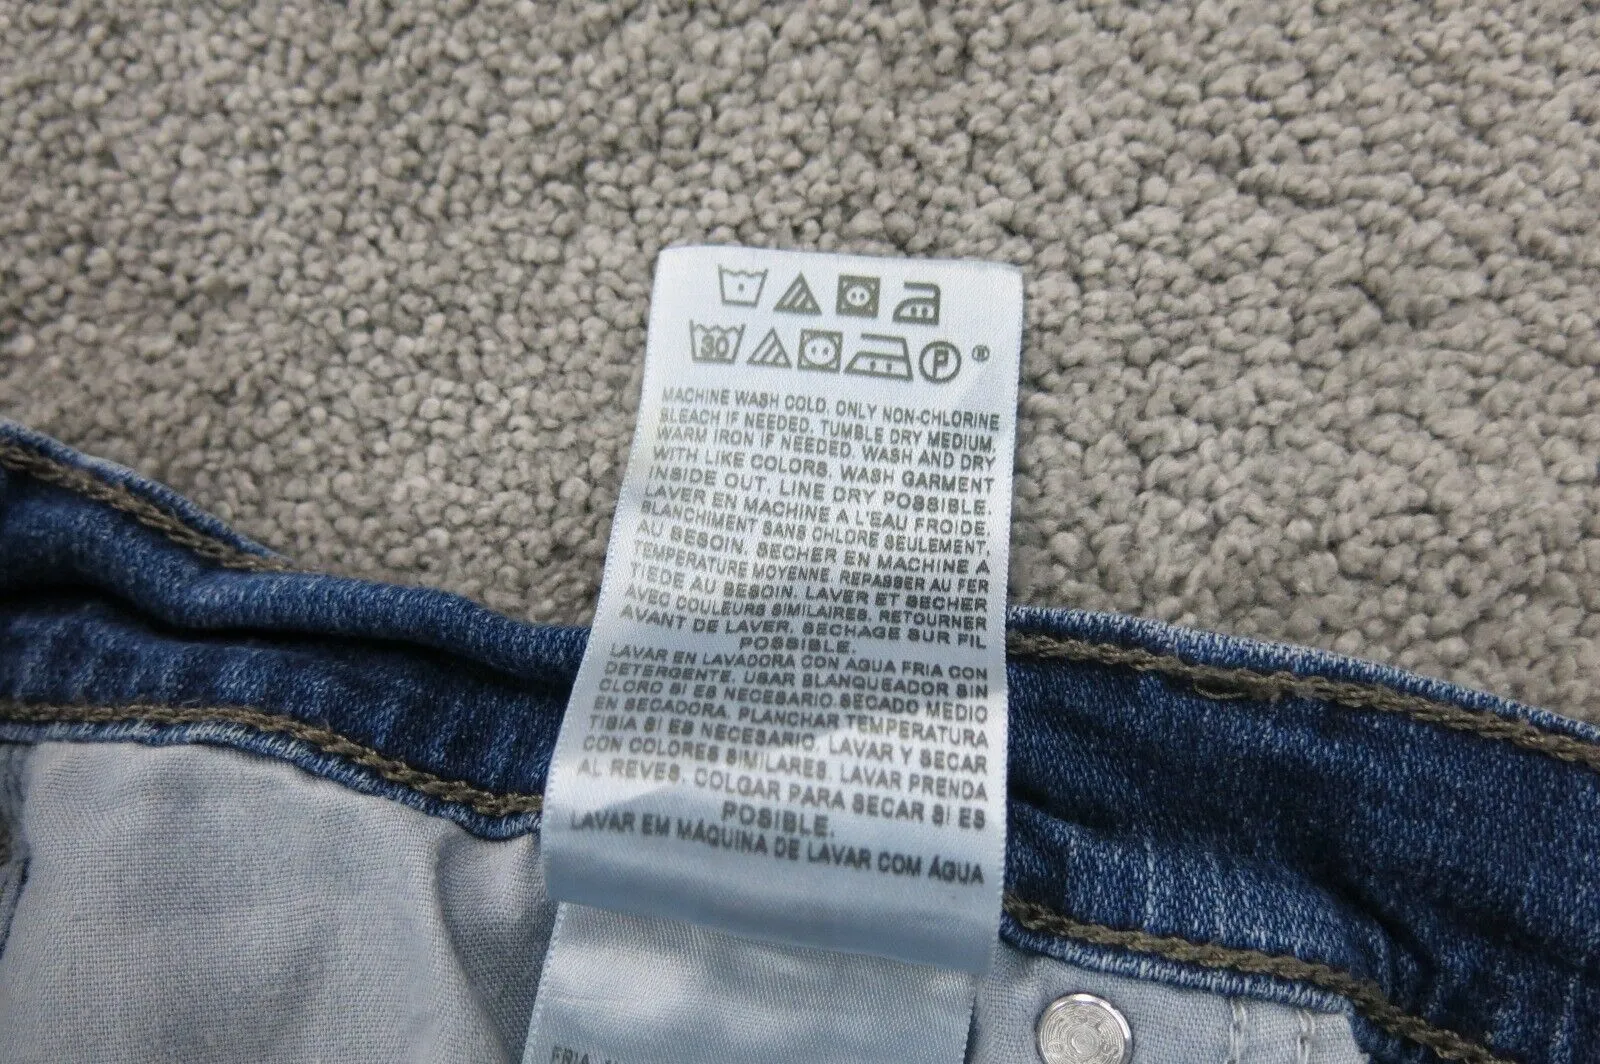 30 P ®
MACHINE WASH COLD. ONLY NON-CHLORINE
BLEACH IF NEEDED. TUMBLE DRY MEDIUM.
WARM IRON IF NEEDED. WASH AND DRY
WITH LIKE COLORS. WASH GARMENT
INSIDE OUT. LINE DRY POSSIBLE.
LAVER EN MACHINE A L'EAU FROIDE.
BLANCHIMENT SANS CHLORE SEULEMENT,
AU BESOIN. SECHER EN MACHINE A
TEMPERATURE MOYENNE. REPASSER AU FER
TIEDE AU BESOIN. LAVER ET SECHER
AVEC COULEURS SIMILAIRES. RETOURNER
AVANT DE LAVER. SECHAGE SUR FIL
POSSIBLE.
LAVAR EN LAVADORA CON AGUA FRIA CON
DETERGENTE. USAR BLANQUEADOR SIN
CLORO SI ES NECESARIO. SECADO MEDIO
EN SECADORA. PLANCHAR TEMPERATURA
TIBIA SI ES NECESARIO. LAVAR Y SECAR
CON COLORES SIMILARES. LAVAR PRENDA
AL REVES. COLGAR PARA SECAR SI ES
POSIBLE.
LAVAR EM MÁQUINA DE LAVAR COM ÁGUA
FRIA.